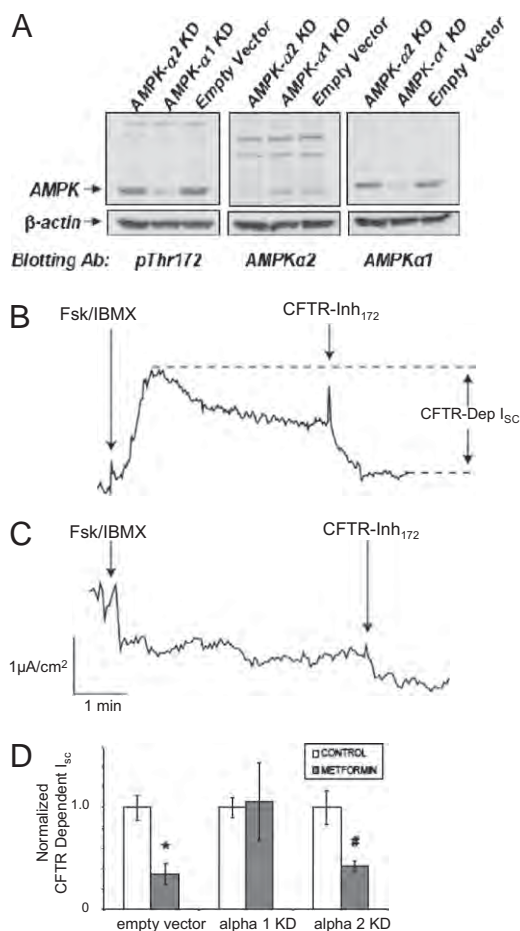 A
AMPK-α2 KD AMPK-α1 KD Empty Vector AMPK-α2 KD AMPK-α1 KD Empty Vector AMPK-α2 KD AMPK-α1 KD Empty Vector
AMPK
β-actin
Blotting Ab: pThr172 AMPKα2 AMPKα1
B
Fsk/IBMX CFTR-Inh172
CFTR-Dep ISC
C
Fsk/IBMX CFTR-Inh172
1µA/cm2
1 min
D
Normalized
CFTR Dependent Isc
CONTROL
METFORMIN
1.0
* #
0
empty vector alpha 1 KD alpha 2 KD